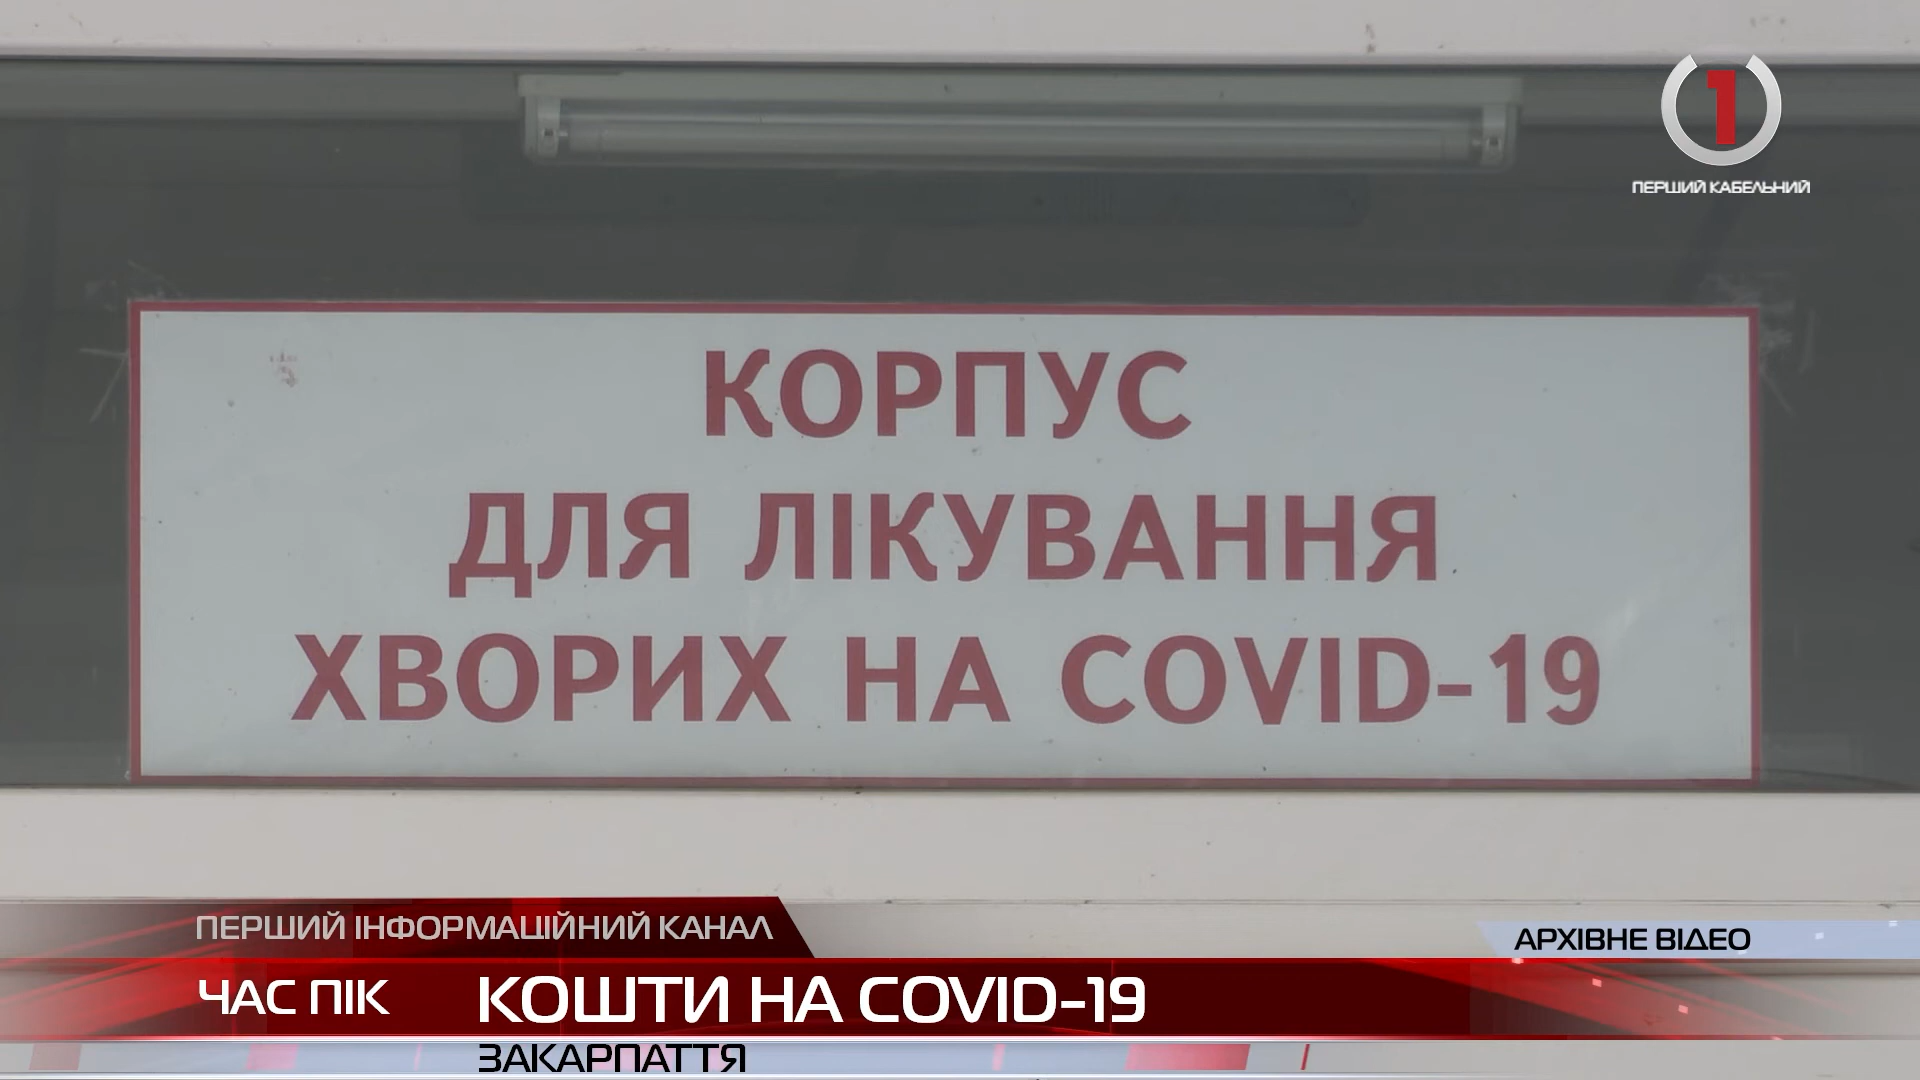 1
ПЕРШИЙ КАБЕЛЬНИЙ
КОРПУС
ДЛЯ ЛІКУВАННЯ
ХВОРИХ НА COVID-19
ПЕРШИЙ ІНФОРМАЦІЙНИЙ КАНАЛ
АРХІВНЕ ВІДЕО
ЧАС ПІК
КОШТИ НА COVID-19
ЗАКАРПАТТЯ